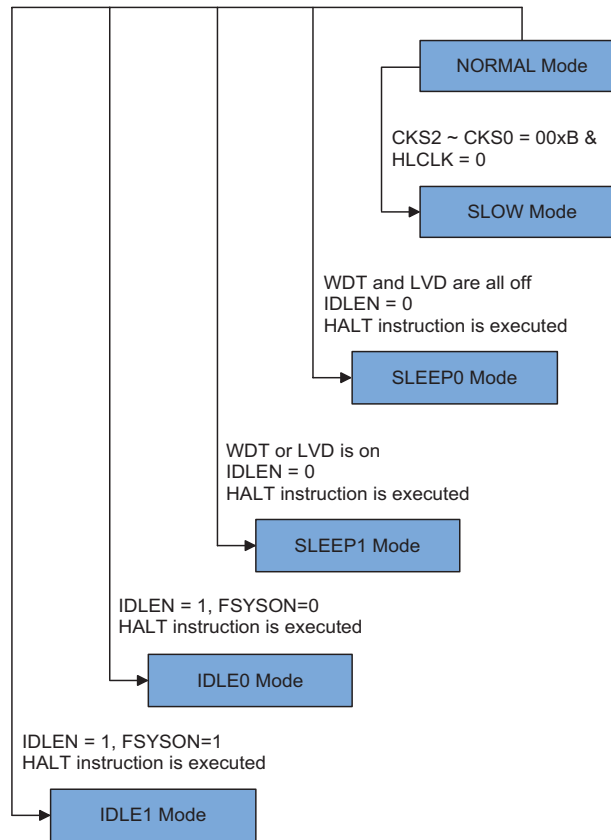 NORMAL Mode
CKS2 ~ CKS0 = 00xB &
HLCLK = 0
SLOW Mode
WDT and LVD are all off
IDLEN = 0
HALT instruction is executed
SLEEP0 Mode
WDT or LVD is on
IDLEN = 0
HALT instruction is executed
SLEEP1 Mode
IDLEN = 1, FSYSON=0
HALT instruction is executed
IDLE0 Mode
IDLEN = 1, FSYSON=1
HALT instruction is executed
IDLE1 Mode